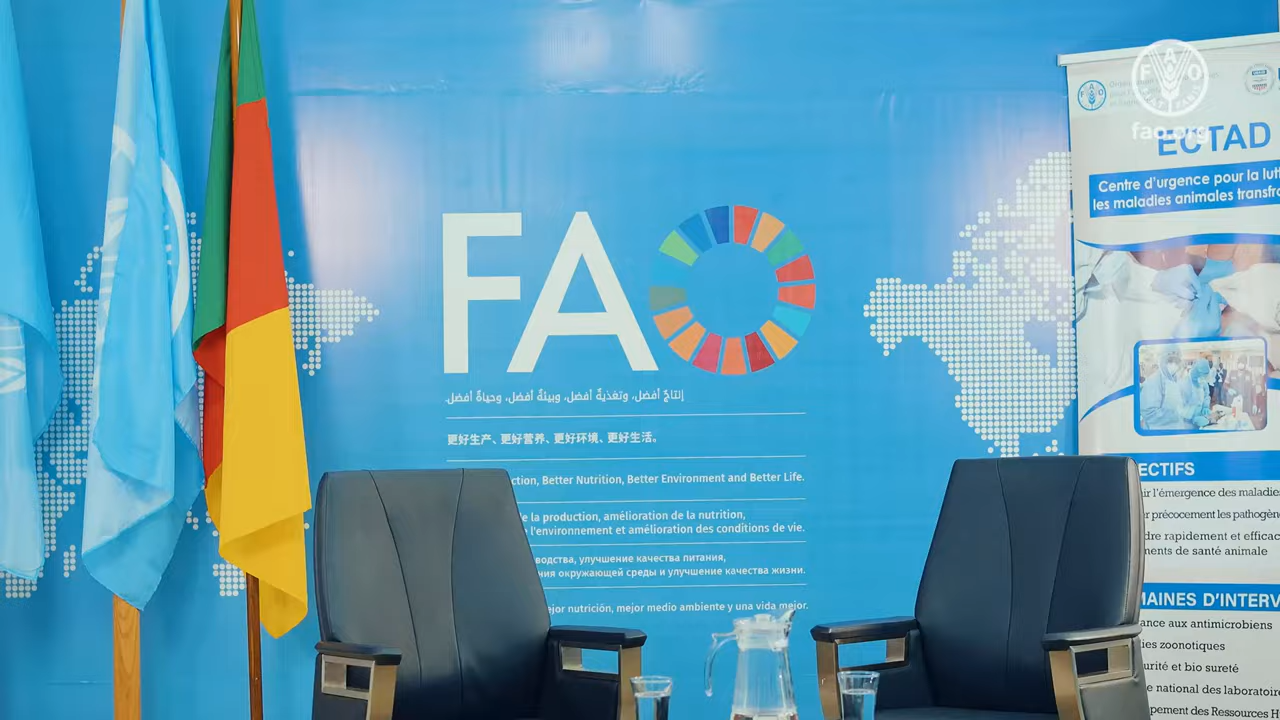 FAO
إنتاجٌ أفضل، وتغذيةٌ أفضل، وبيئةٌ أفضل، وحياةٌ أفضل.
更好生产、更好营养、更好环境、更好生活。
ction, Better Nutrition, Better Environment and Better Life.
e la production, amélioration de la nutrition,
l'environnement et amélioration des conditions de vie.
водства, улучшение качества питания,
ния окружающей среды и улучшение качества жизни.
ejor nutrición, mejor medio ambiente y una vida mejor.
FAO
fao.org
ECTAD
Centre d'urgence pour la lutt
les maladies animales transfro
ECTIFS
ir l'émergence des maladie
r précocement les pathogèn
dre rapidement et efficac
nents de santé animale
MAINES D'INTERV
ance aux antimicrobiens
ies zoonotiques
urité et bio sureté
e national des laboratoire
pement des Ressources H